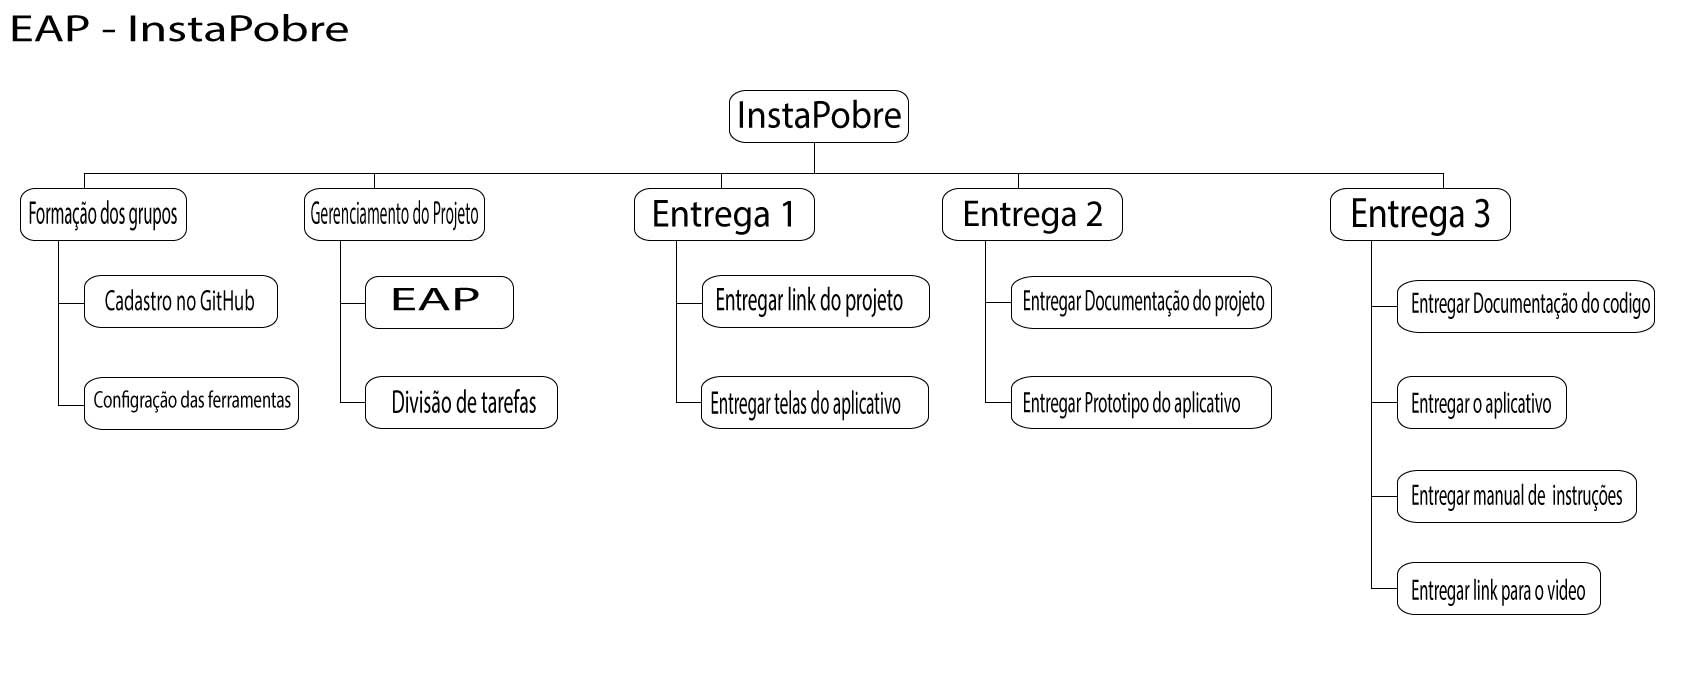 EAP - InstaPobre
InstaPobre
Formação dos grupos
Cadastro no GitHub
Configração das ferramentas
Gerenciamento do Projeto
EAP
Divisão de tarefas
Entrega 1
Entregar link do projeto
Entregar telas do aplicativo
Entrega 2
Entregar Documentação do projeto
Entregar Prototipo do aplicativo
Entrega 3
Entregar Documentação do codigo
Entregar o aplicativo
Entregar manual de instruções
Entregar link para o video